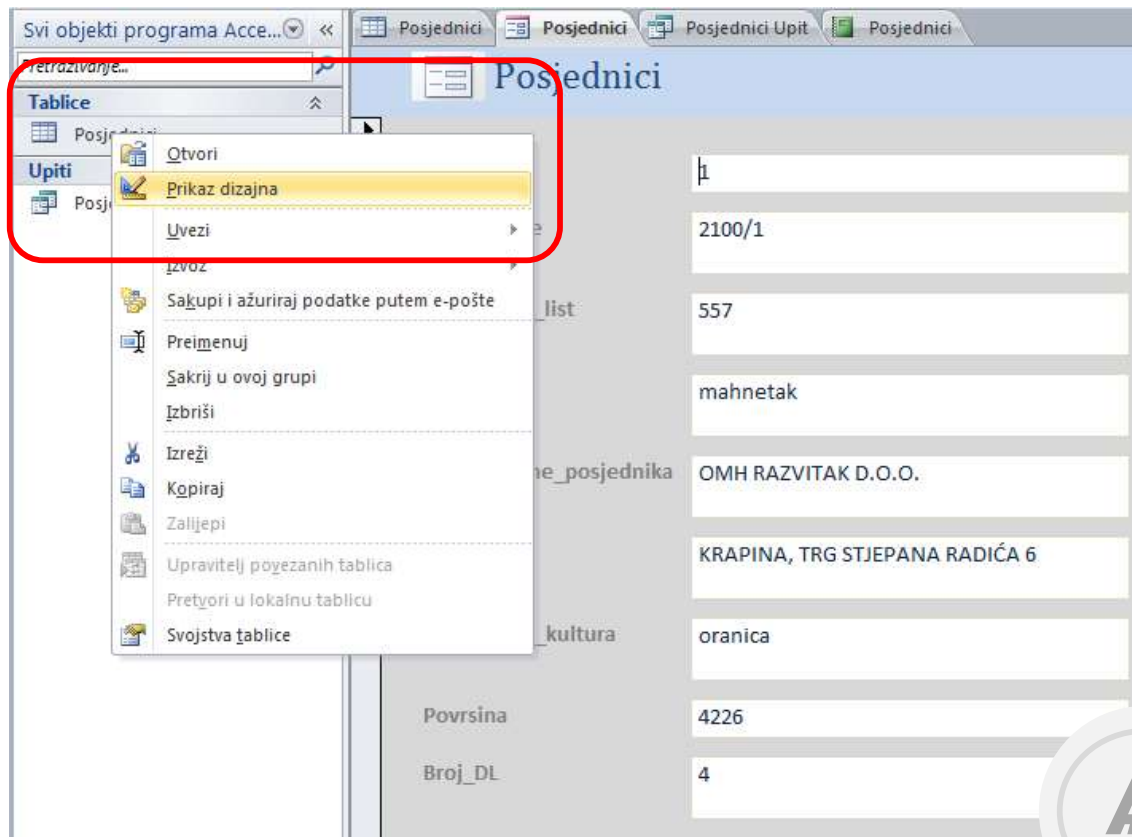 Svi objekti programa Acce... «
Pretraživanje...
Tablice
Posjednici
Upiti
Posj
Otvori
Prikaz dizajna
Uvezi
Izvoz
Sakupi i ažuriraj podatke putem e-pošte
Preimenuj
Sakrij u ovoj grupi
Izbriši
Izreži
Kopiraj
Zalijepi
Upravitelj povezanih tablica
Pretvori u lokalnu tablicu
Svojstva tablice
Posjednici Posjednici Posjednici Upit Posjednici
Posjednici
1
e 2100/1
_list 557
mahnetak
ne_posjednika OMH RAZVITAK D.O.O.
KRAPINA, TRG STJEPANA RADIĆA 6
_kultura oranica
Povrsina 4226
Broj_DL 4